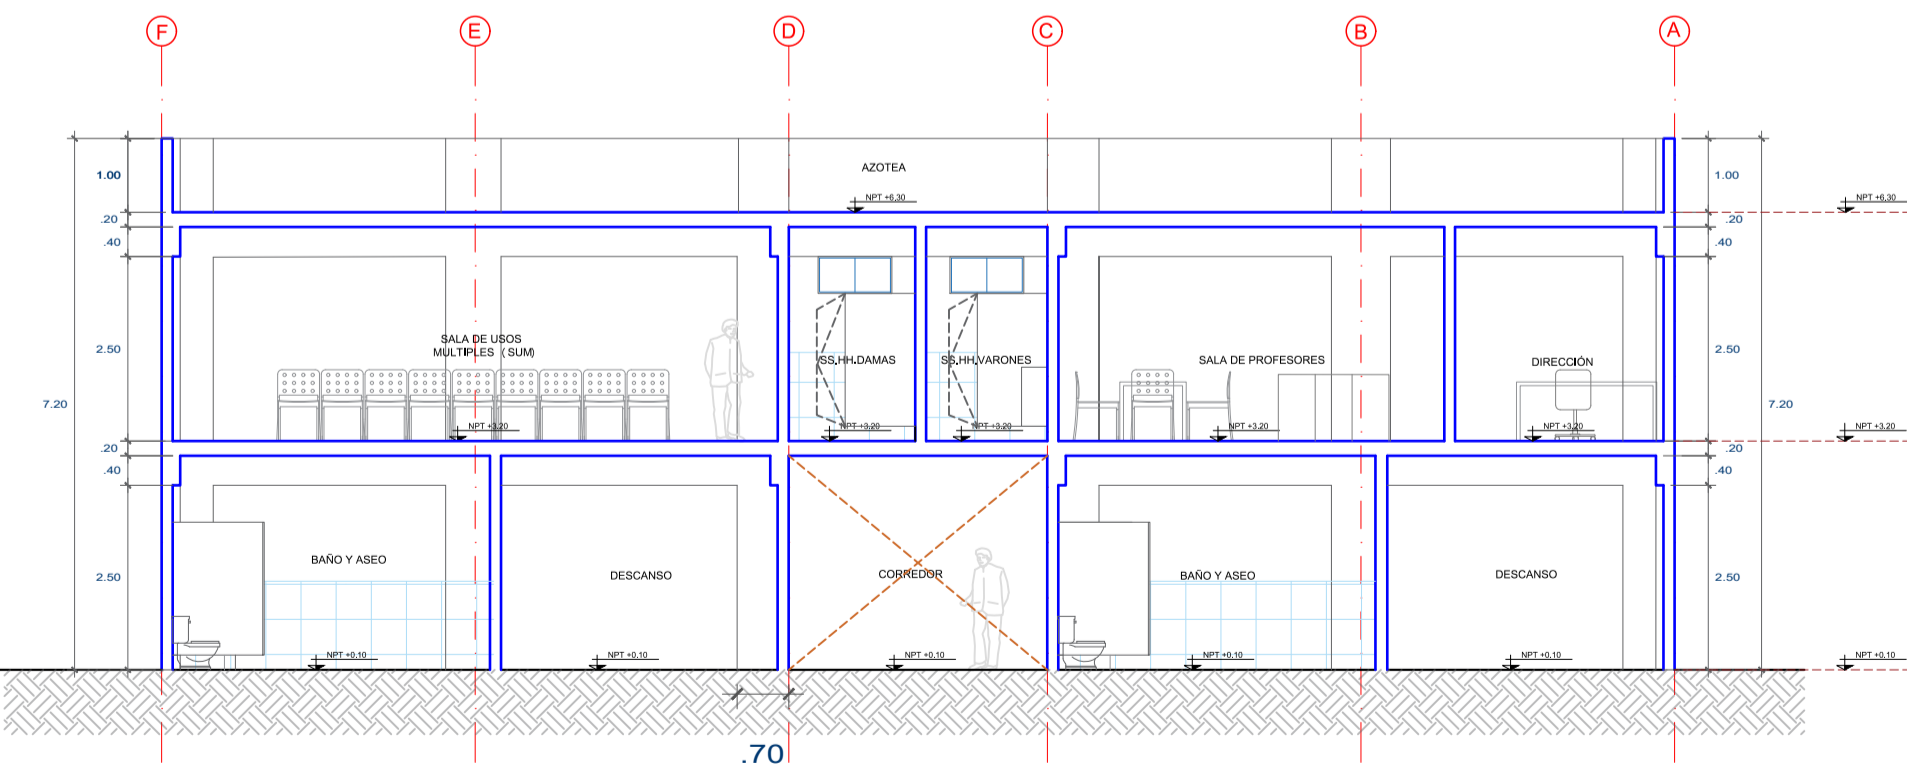 F E D C B A
AZOTEA
NPT +6,30
NPT +6,30
1.00
1.00
.20
.20
.40
.40
SALA DE USOS
MULTIPLES ( SUM)
SS.HH.DAMAS
SS.HH.VARONES
SALA DE PROFESORES
DIRECCIÓN
2.50
2.50
7.20
7.20
NPT +3,20
NPT +3,20
NPT +3,20
NPT +3,20
NPT +3,20
NPT +3.20
.20
.20
.40
.40
BAÑO Y ASEO
DESCANSO
CORREDOR
BAÑO Y ASEO
DESCANSO
2.50
2.50
NPT +0.10
NPT +0.10
NPT +0.10
NPT +0.10
NPT +0.10
NPT +0.10
.70